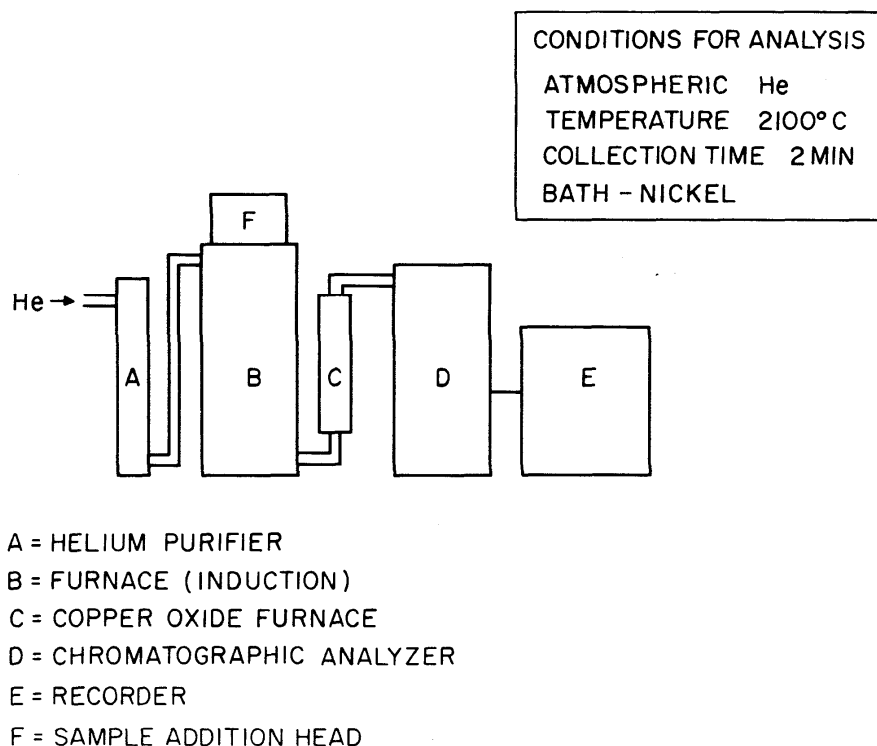 CONDITIONS FOR ANALYSIS
ATMOSPHERIC He
TEMPERATURE 2100°C
COLLECTION TIME 2 MIN
BATH - NICKEL
F
He →
A
B
C
D
E
A = HELIUM PURIFIER
B = FURNACE (INDUCTION)
C = COPPER OXIDE FURNACE
D = CHROMATOGRAPHIC ANALYZER
E = RECORDER
F = SAMPLE ADDITION HEAD